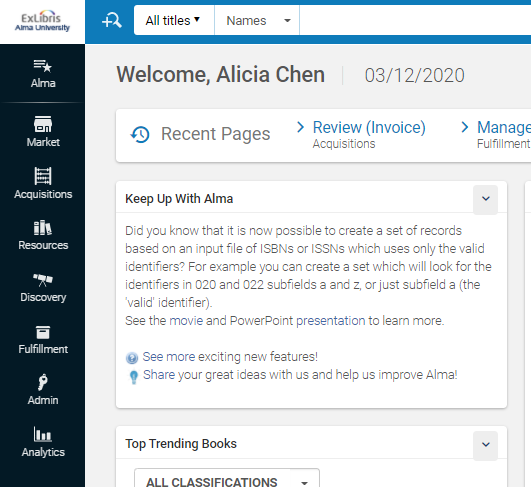 ExLibris
Alma University
All titles
Names
Alma
Market
Acquisitions
Resources
Discovery
Fulfillment
Admin
Analytics
Welcome, Alicia Chen
03/12/2020
Recent Pages
Review (Invoice)
Acquisitions
Manage
Fulfillment
Keep Up With Alma
Did you know that it is now possible to create a set of records
based on an input file of ISBNs or ISSNs which uses only the valid
identifiers? For example you can create a set which will look for the
identifiers in 020 and 022 subfields a and z, or just subfield a (the
'valid' identifier).
See the movie and PowerPoint presentation to learn more.
See more exciting new features!
Share your great ideas with us and help us improve Alma!
Top Trending Books
ALL CLASSIFICATIONS